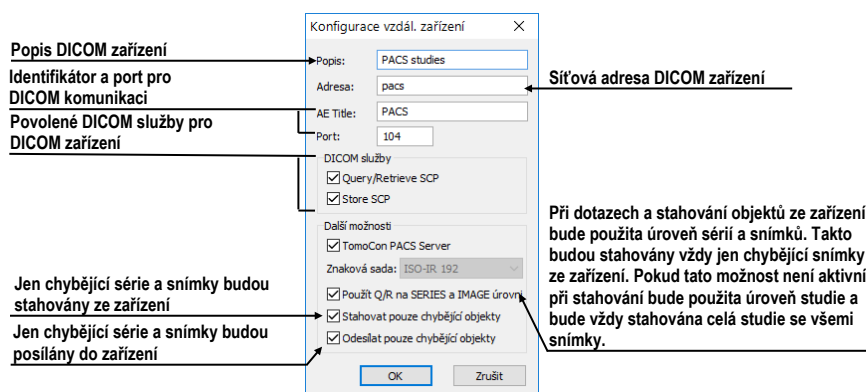 Konfigurace vzdál. zařízení
Popis DICOM zařízení
Popis:
PACS studies
Identifikátor a port pro
DICOM komunikaci
Adresa:
pacs
Síťová adresa DICOM zařízení
AE Title:
PACS
Povolené DICOM služby pro
DICOM zařízení
Port:
104
DICOM služby
Query/Retrieve SCP
Store SCP
Další možnosti
TomoCon PACS Server
Znaková sada:
ISO-IR 192
Použít Q/R na SERIES a IMAGE úrovni
Stahovat pouze chybějící objekty
Odesílat pouze chybějící objekty
OK
Zrušit
Jen chybějící série a snímky budou
stahovány ze zařízení
Jen chybějící série a snímky budou
posílány do zařízení
Při dotazech a stahování objektů ze zařízení
bude použita úroveň sérií a snímků. Takto
budou stahovány vždy jen chybějící snímky
ze zařízení. Pokud tato možnost není aktivní
při stahování bude použita úroveň studie a
bude vždy stahována celá studie se všemi
snímky.